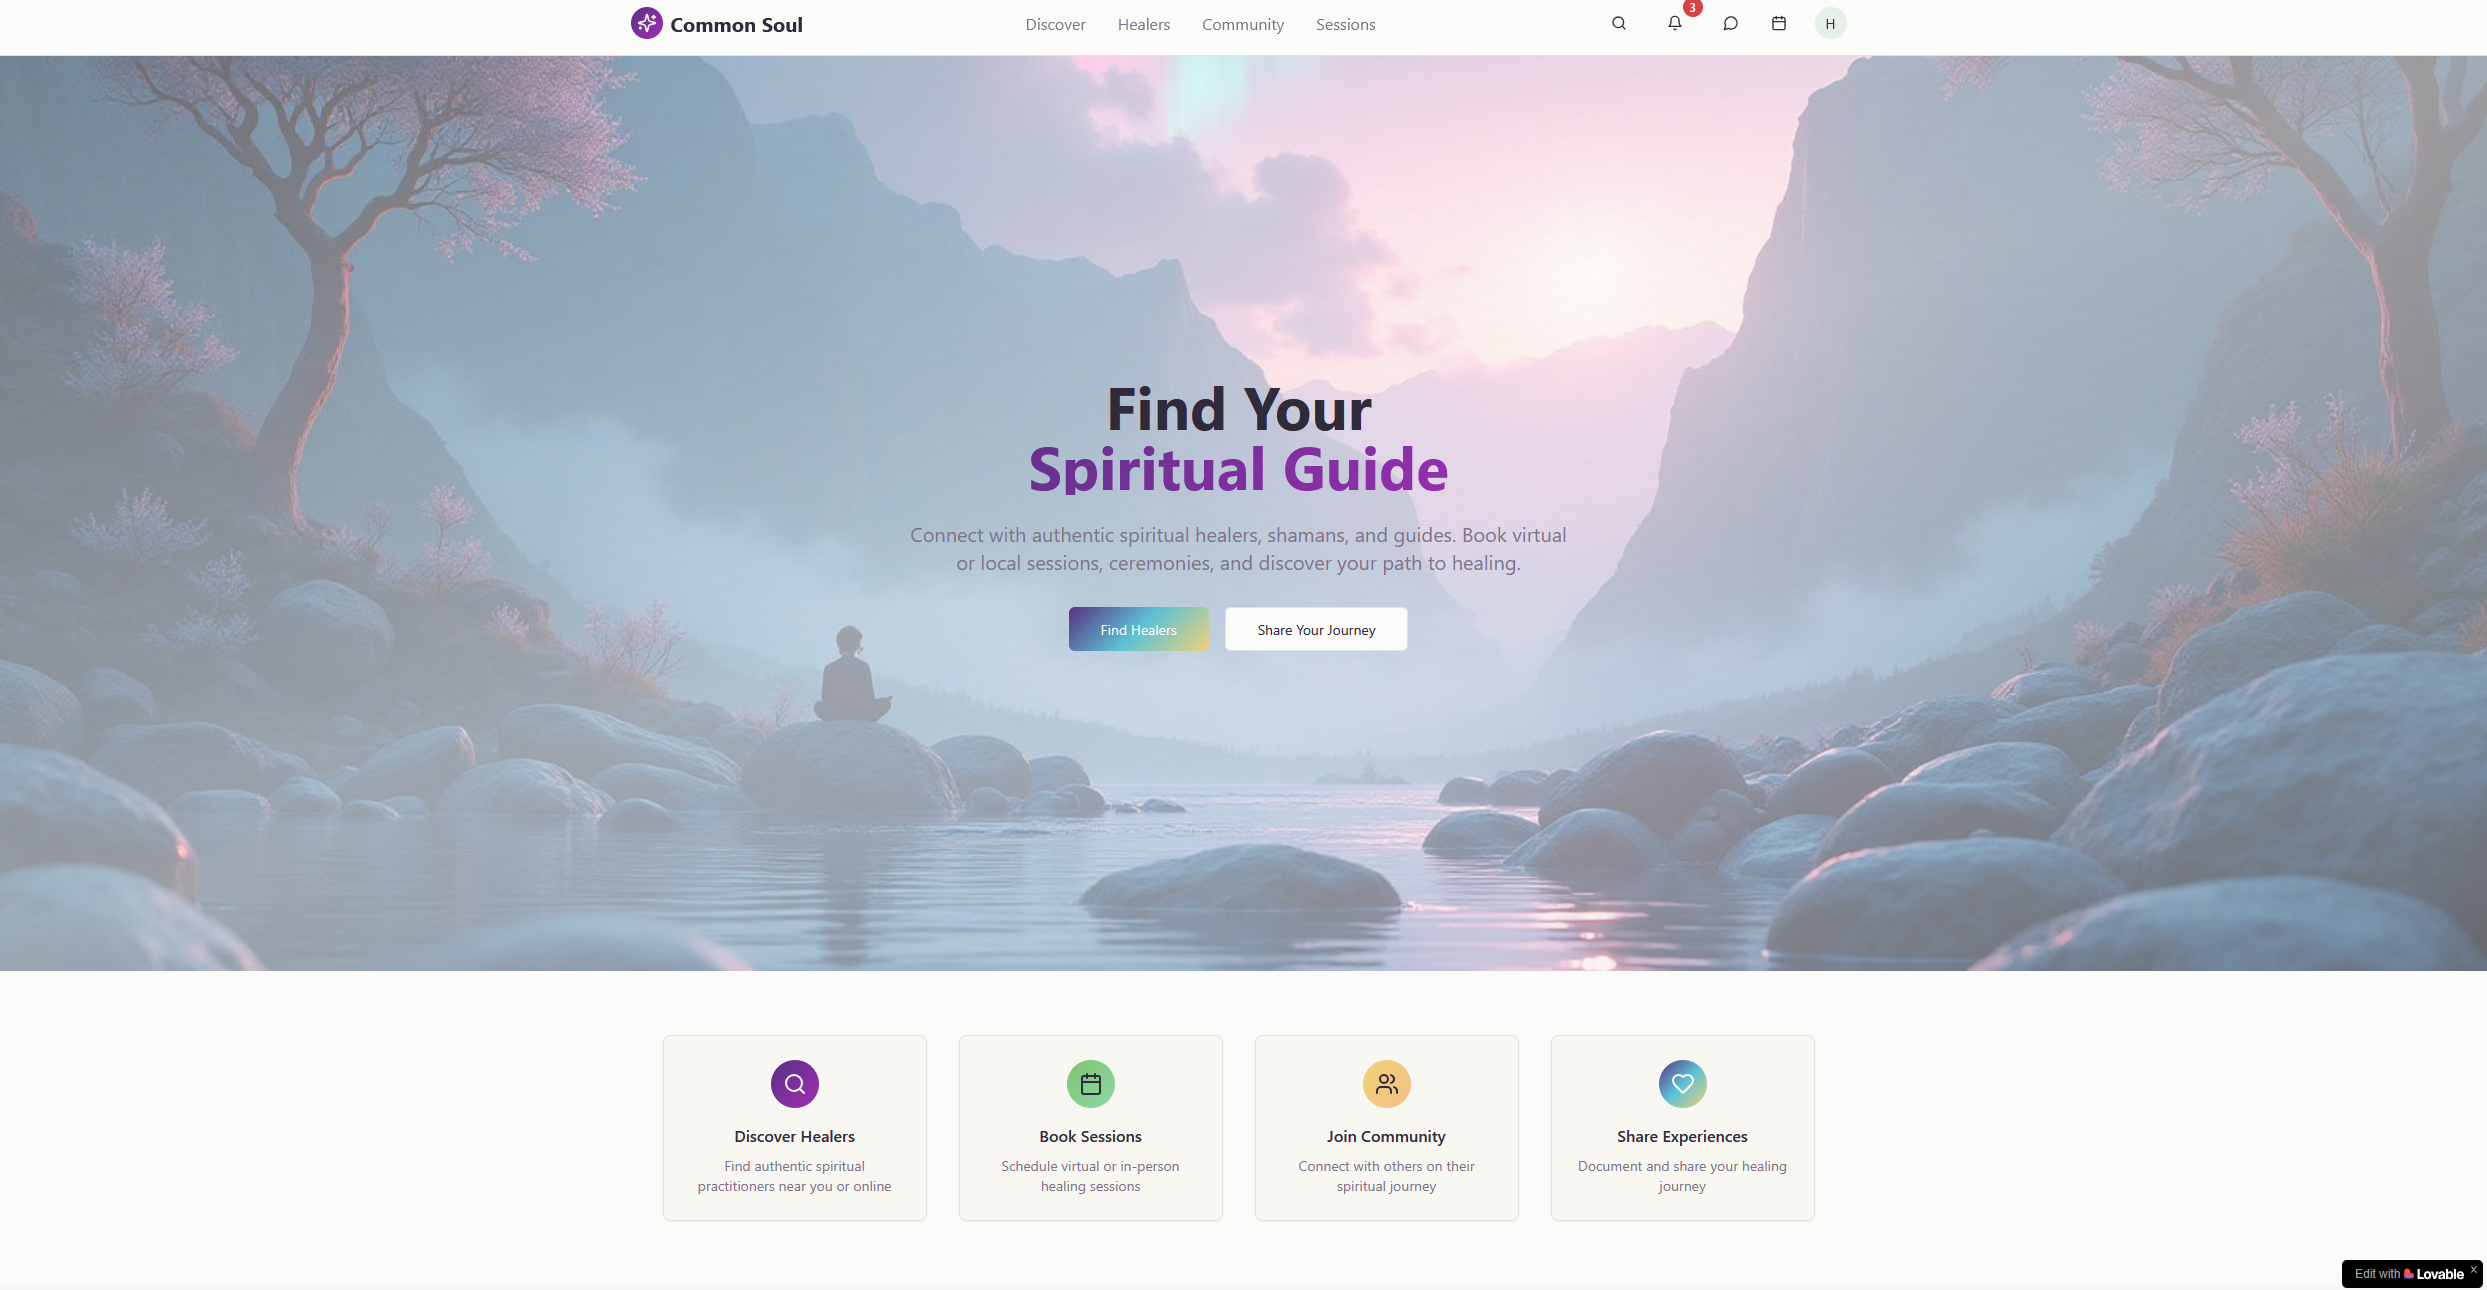 Common Soul
Discover
Healers
Community
Sessions
3
H
Find Your
Spiritual Guide
Connect with authentic spiritual healers, shamans, and guides. Book virtual
or local sessions, ceremonies, and discover your path to healing.
Find Healers
Share Your Journey
Discover Healers
Find authentic spiritual
practitioners near you or online
Book Sessions
Schedule virtual or in-person
healing sessions
Join Community
Connect with others on their
spiritual journey
Share Experiences
Document and share your healing
journey
Edit with Lovable
X